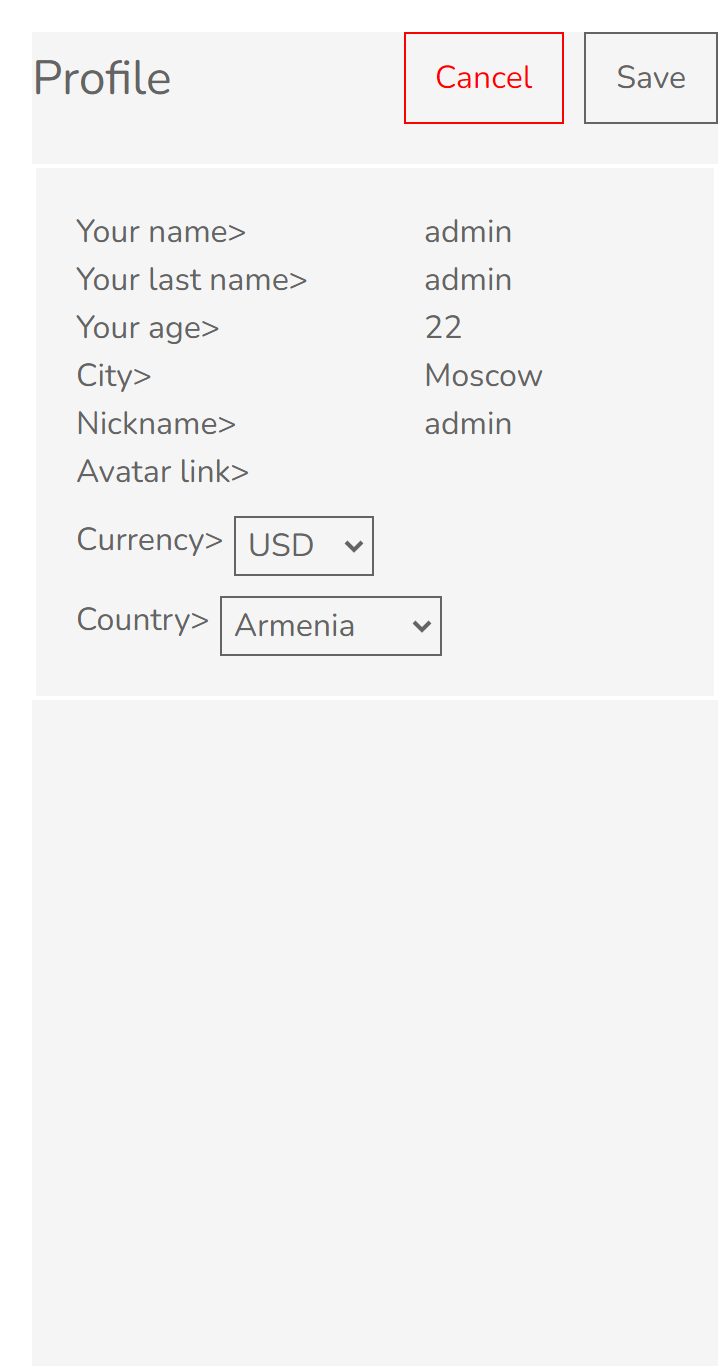 Profile Cancel Save
Your name> admin
Your last name> admin
Your age> 22
City> Moscow
Nickname> admin
Avatar link>
Currency> USD
Country> Armenia